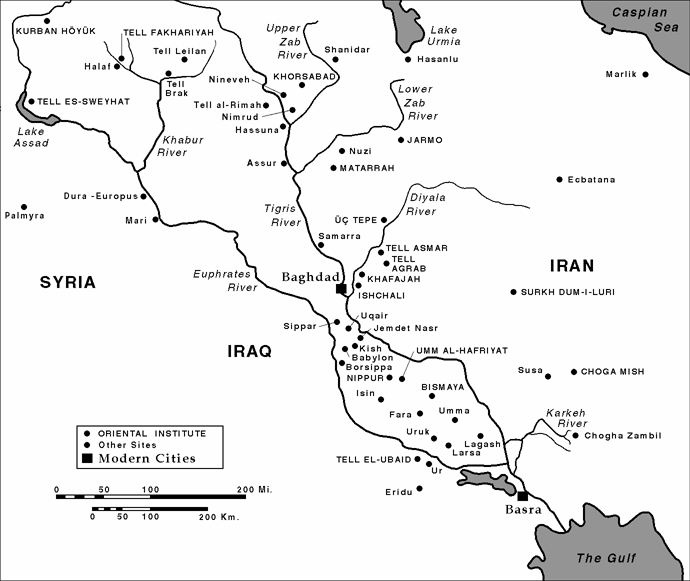 Caspian
Sea
KURBAN HÖYÜK
TELL FAKHARIYAH
Upper
Zab
River
Lake
Urmia
Tell Leilan
Shanidar
Hasanlu
Halaf
Nineveh
KHORSABAD
Marlik
Tell
Brak
TELL ES-SWEYHAT
Tell al-Rimah
Nimrud
Lower
Zab
River
Lake
Assad
Khabur
River
Hassuna
JARMO
Nuzi
Assur
MATARRAH
Ecbatana
Dura -Europus
Diyala
River
Palmyra
Mari
Tigris
River
ÜÇ TEPE
Samarra
TELL ASMAR
TELL
AGRAB
IRAN
SYRIA
Euphrates
River
Baghdad
KHAFAJAH
ISHCHALI
SURKH DUM-I-LURI
Uqair
Sippar
Jemdet Nasr
IRAQ
Kish
Babylon
UMM AL-HAFRIYAT
Borsippa
NIPPUR
Susa
CHOGA MISH
BISMAYA
Isin
Fara
Umma
Karkeh
River
ORIENTAL INSTITUTE
Other Sites
Modern Cities
Uruk
Lagash
Larsa
Chogha Zambil
TELL EL-UBAID
Ur
Eridu
0 50 100 200 Mi.
0 50 100 200 Km.
Basra
The Gulf